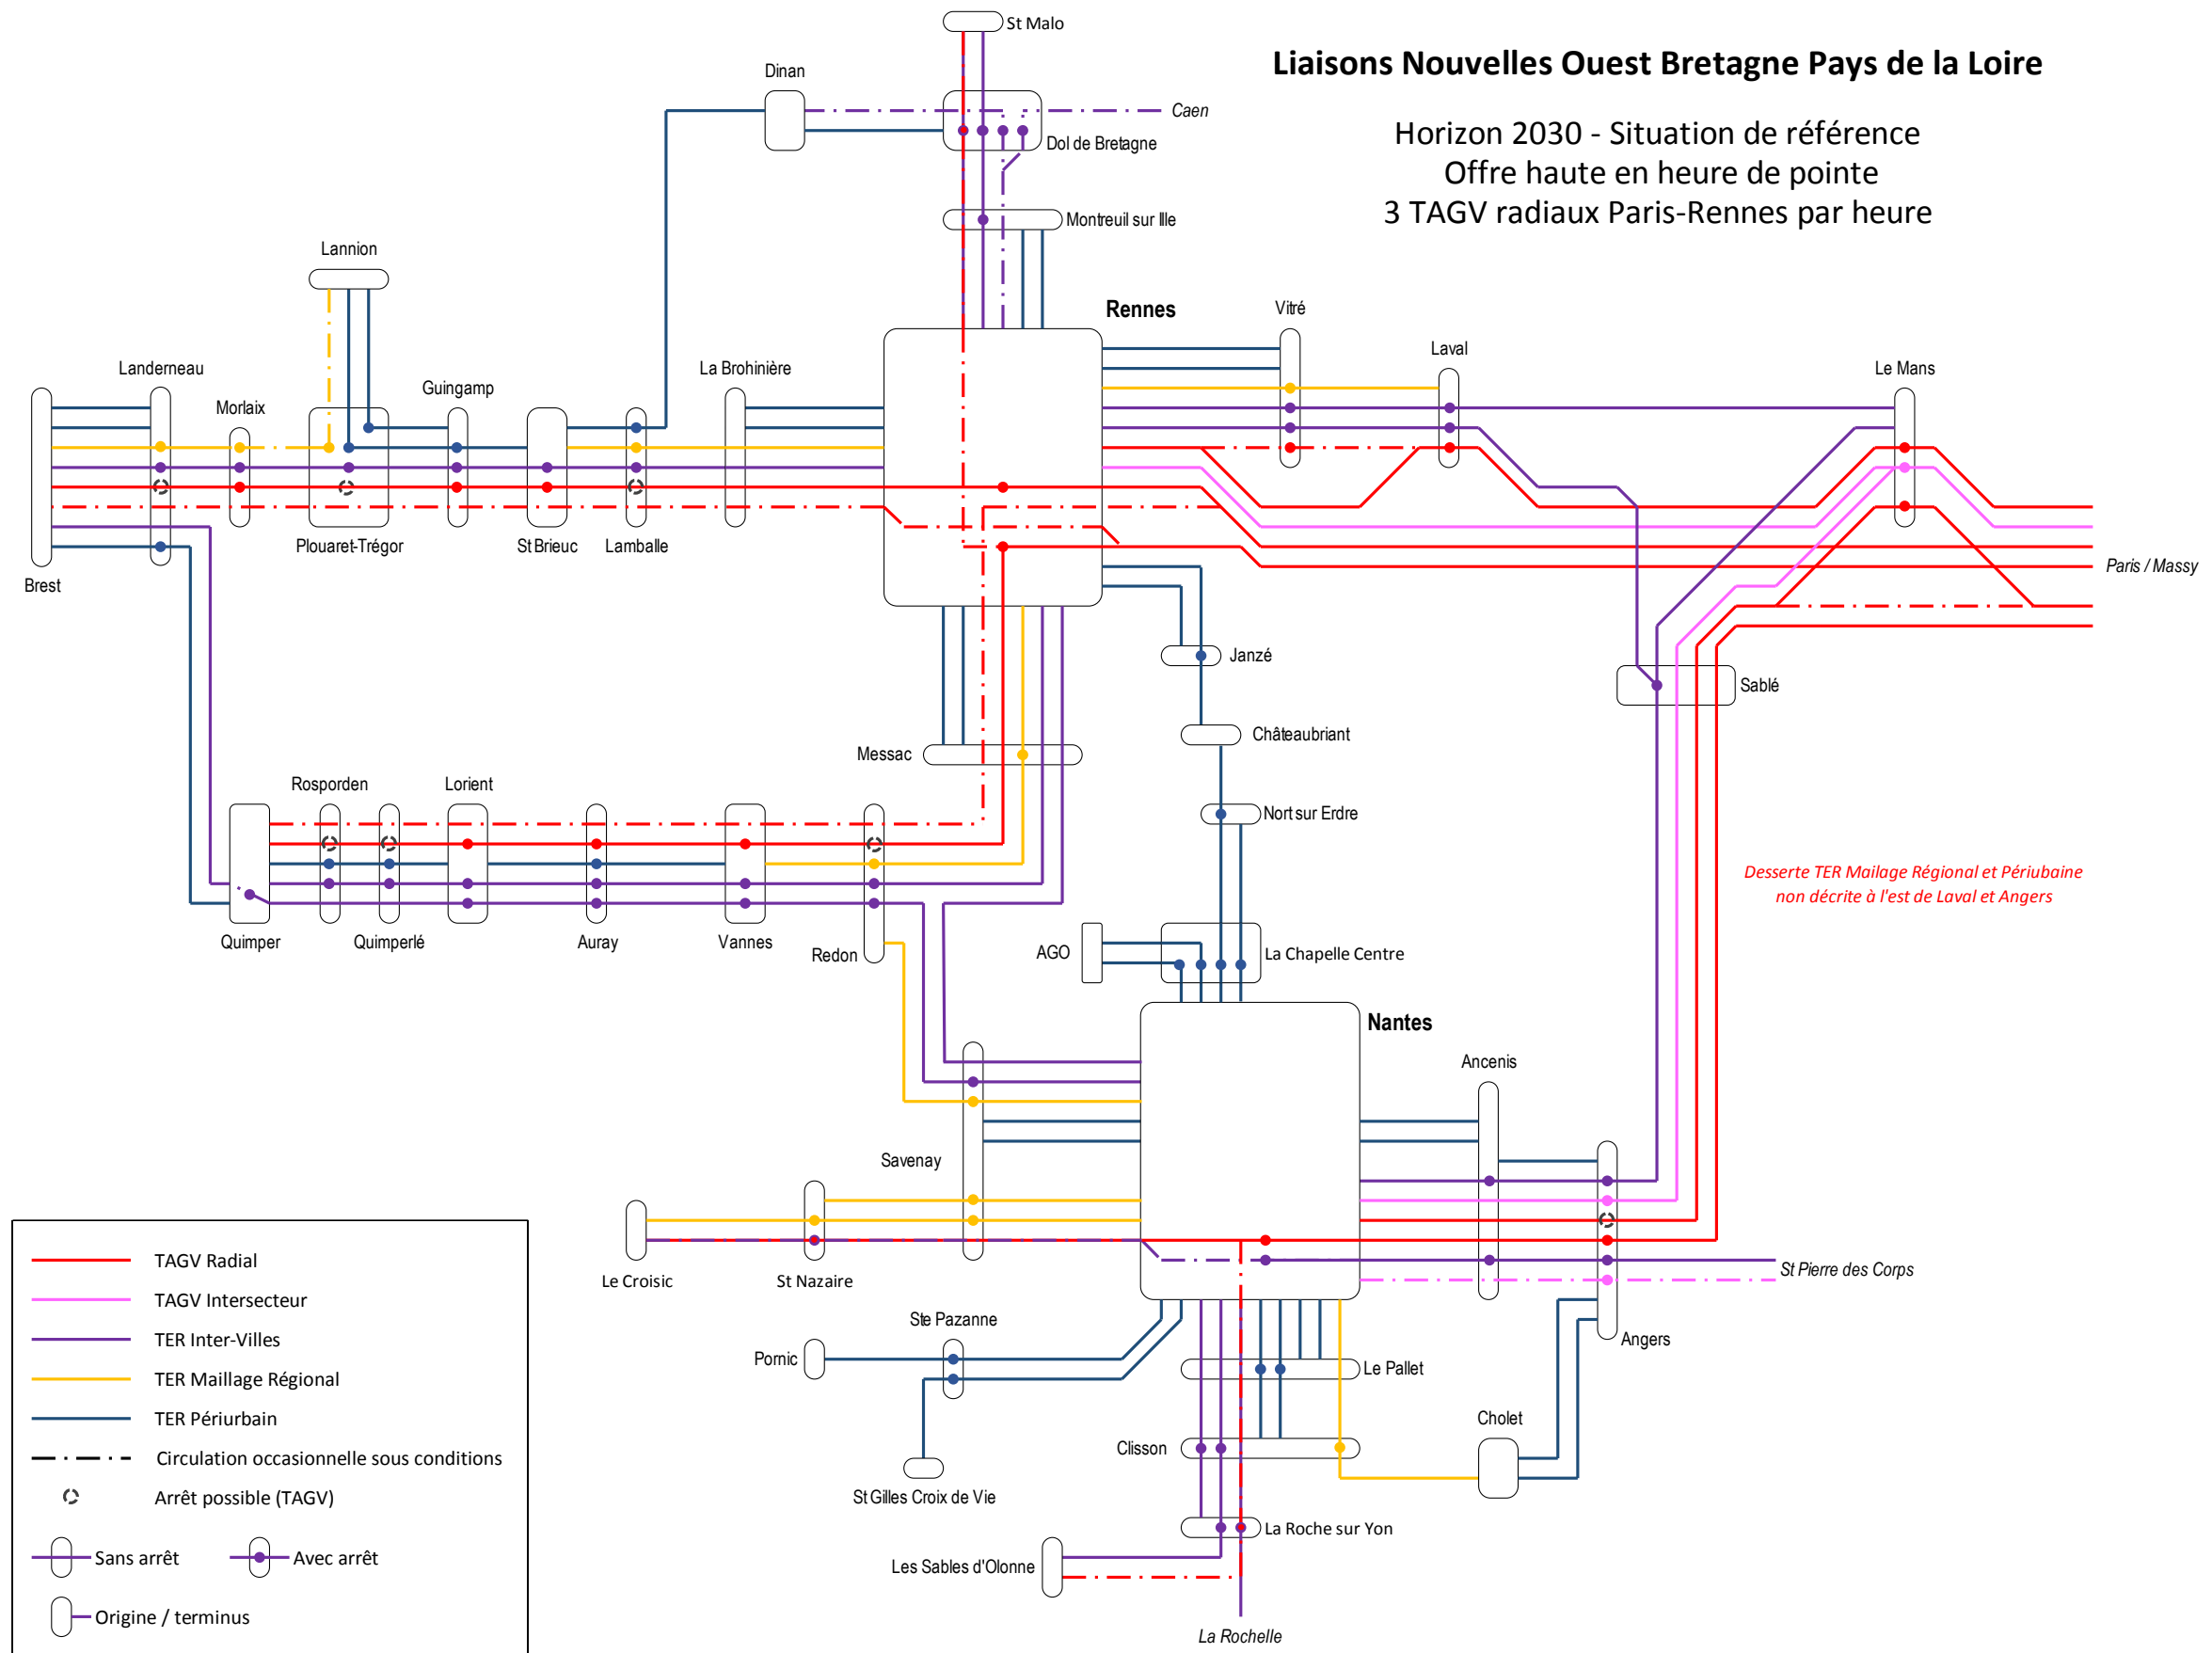 Liaisons Nouvelles Ouest Bretagne Pays de la Loire
Horizon 2030 - Situation de référence
Offre haute en heure de pointe
3 TAGV radiaux Paris-Rennes par heure
St Malo
Dinan
Caen
Dol de Bretagne
Montreuil sur Ille
Lannion
Rennes
Vitré
Laval
Le Mans
Landerneau
Morlaix
Guingamp
La Brohinière
Plouaret-Trégor
St Brieuc
Lamballe
Brest
Paris / Massy
Janzé
Sablé
Châteaubriant
Messac
Rosporden
Lorient
Nort sur Erdre
Desserte TER Mailage Régional et Périubaine
non décrite à l'est de Laval et Angers
Quimper
Quimperlé
Auray
Vannes
Redon
AGO
La Chapelle Centre
Nantes
Ancenis
Savenay
Le Croisic
St Nazaire
St Pierre des Corps
Angers
Ste Pazanne
Pornic
Le Pallet
Cholet
Clisson
St Gilles Croix de Vie
La Roche sur Yon
Les Sables d'Olonne
La Rochelle
TAGV Radial
TAGV Intersecteur
TER Inter-Villes
TER Maillage Régional
TER Périurbain
Circulation occasionnelle sous conditions
Arrêt possible (TAGV)
Sans arrêt
Avec arrêt
Origine / terminus